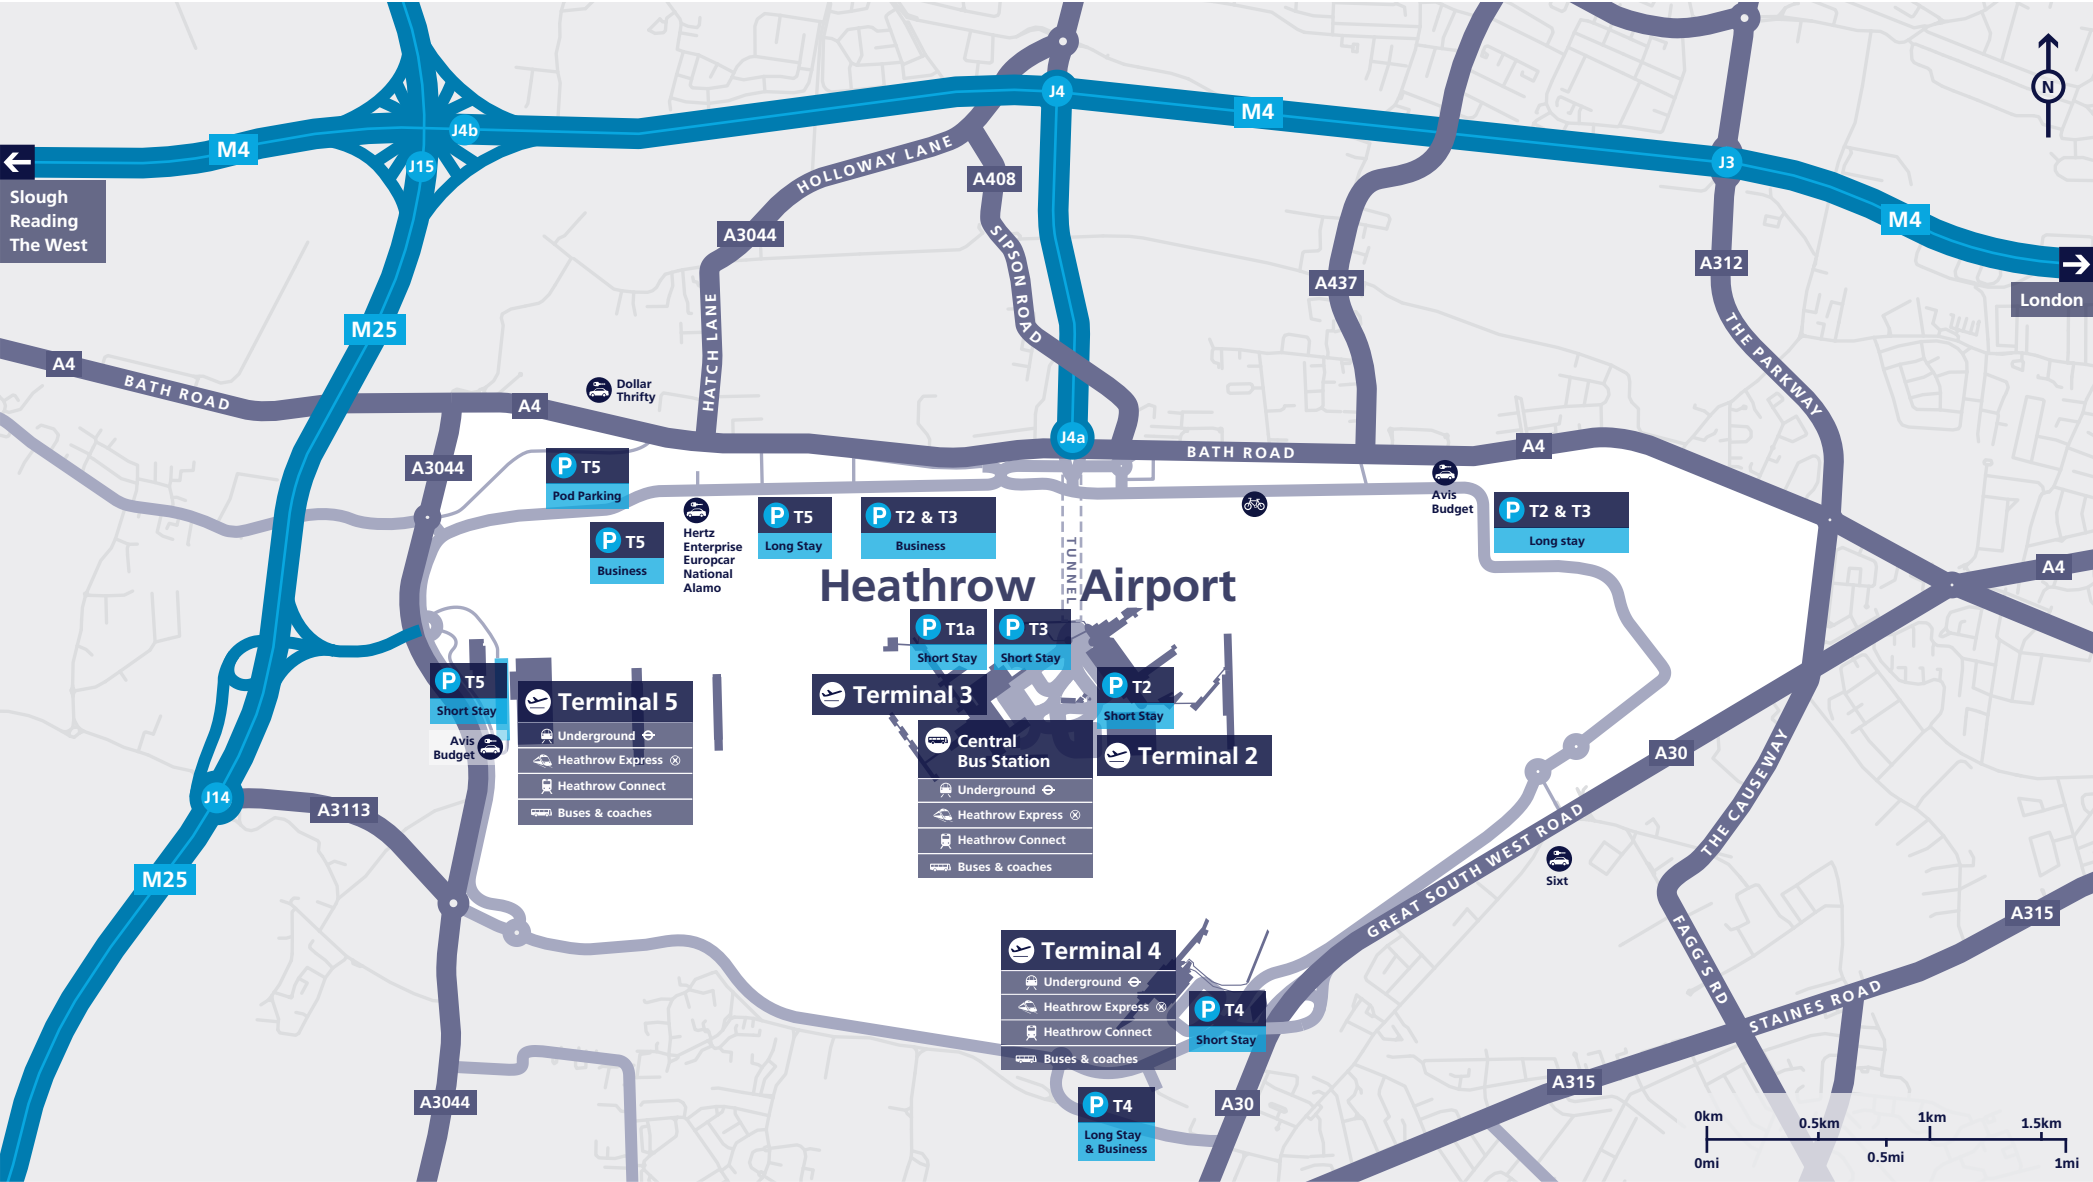 J4
M4
N
J4b
M4
J3
J15
HOLLOWAY LANE
A408
Slough
Reading
The West
M4
A3044
SIPSON ROAD
A312
A437
London
M25
HATCH LANE
THE PARKWAY
A4
BATH ROAD
Dollar
Thrifty
A4
J4a
BATH ROAD
A4
A3044
P T5
Pod Parking
Avis
Budget
P T5
Long Stay
P T2 & T3
Business
P T2 & T3
Long stay
P T5
Business
Hertz
Enterprise
Europcar
National
Alamo
TUNNEL
A4
Heathrow Airport
P T1a
Short Stay
P T3
Short Stay
P T5
Short Stay
Terminal 5
Underground
Heathrow Express
Heathrow Connect
Buses & coaches
Terminal 3
P T2
Short Stay
Avis
Budget
Central
Bus Station
Underground
Heathrow Express
Heathrow Connect
Buses & coaches
Terminal 2
A30
THE CAUSEWAY
J14
A3113
GREAT SOUTH WEST ROAD
Sixt
M25
A315
FAGG'S RD
Terminal 4
Underground
Heathrow Express
Heathrow Connect
Buses & coaches
P T4
Short Stay
STAINES ROAD
A315
A3044
P T4
Long Stay
& Business
A30
0km
0.5km
1km
1.5km
0mi
0.5mi
1mi